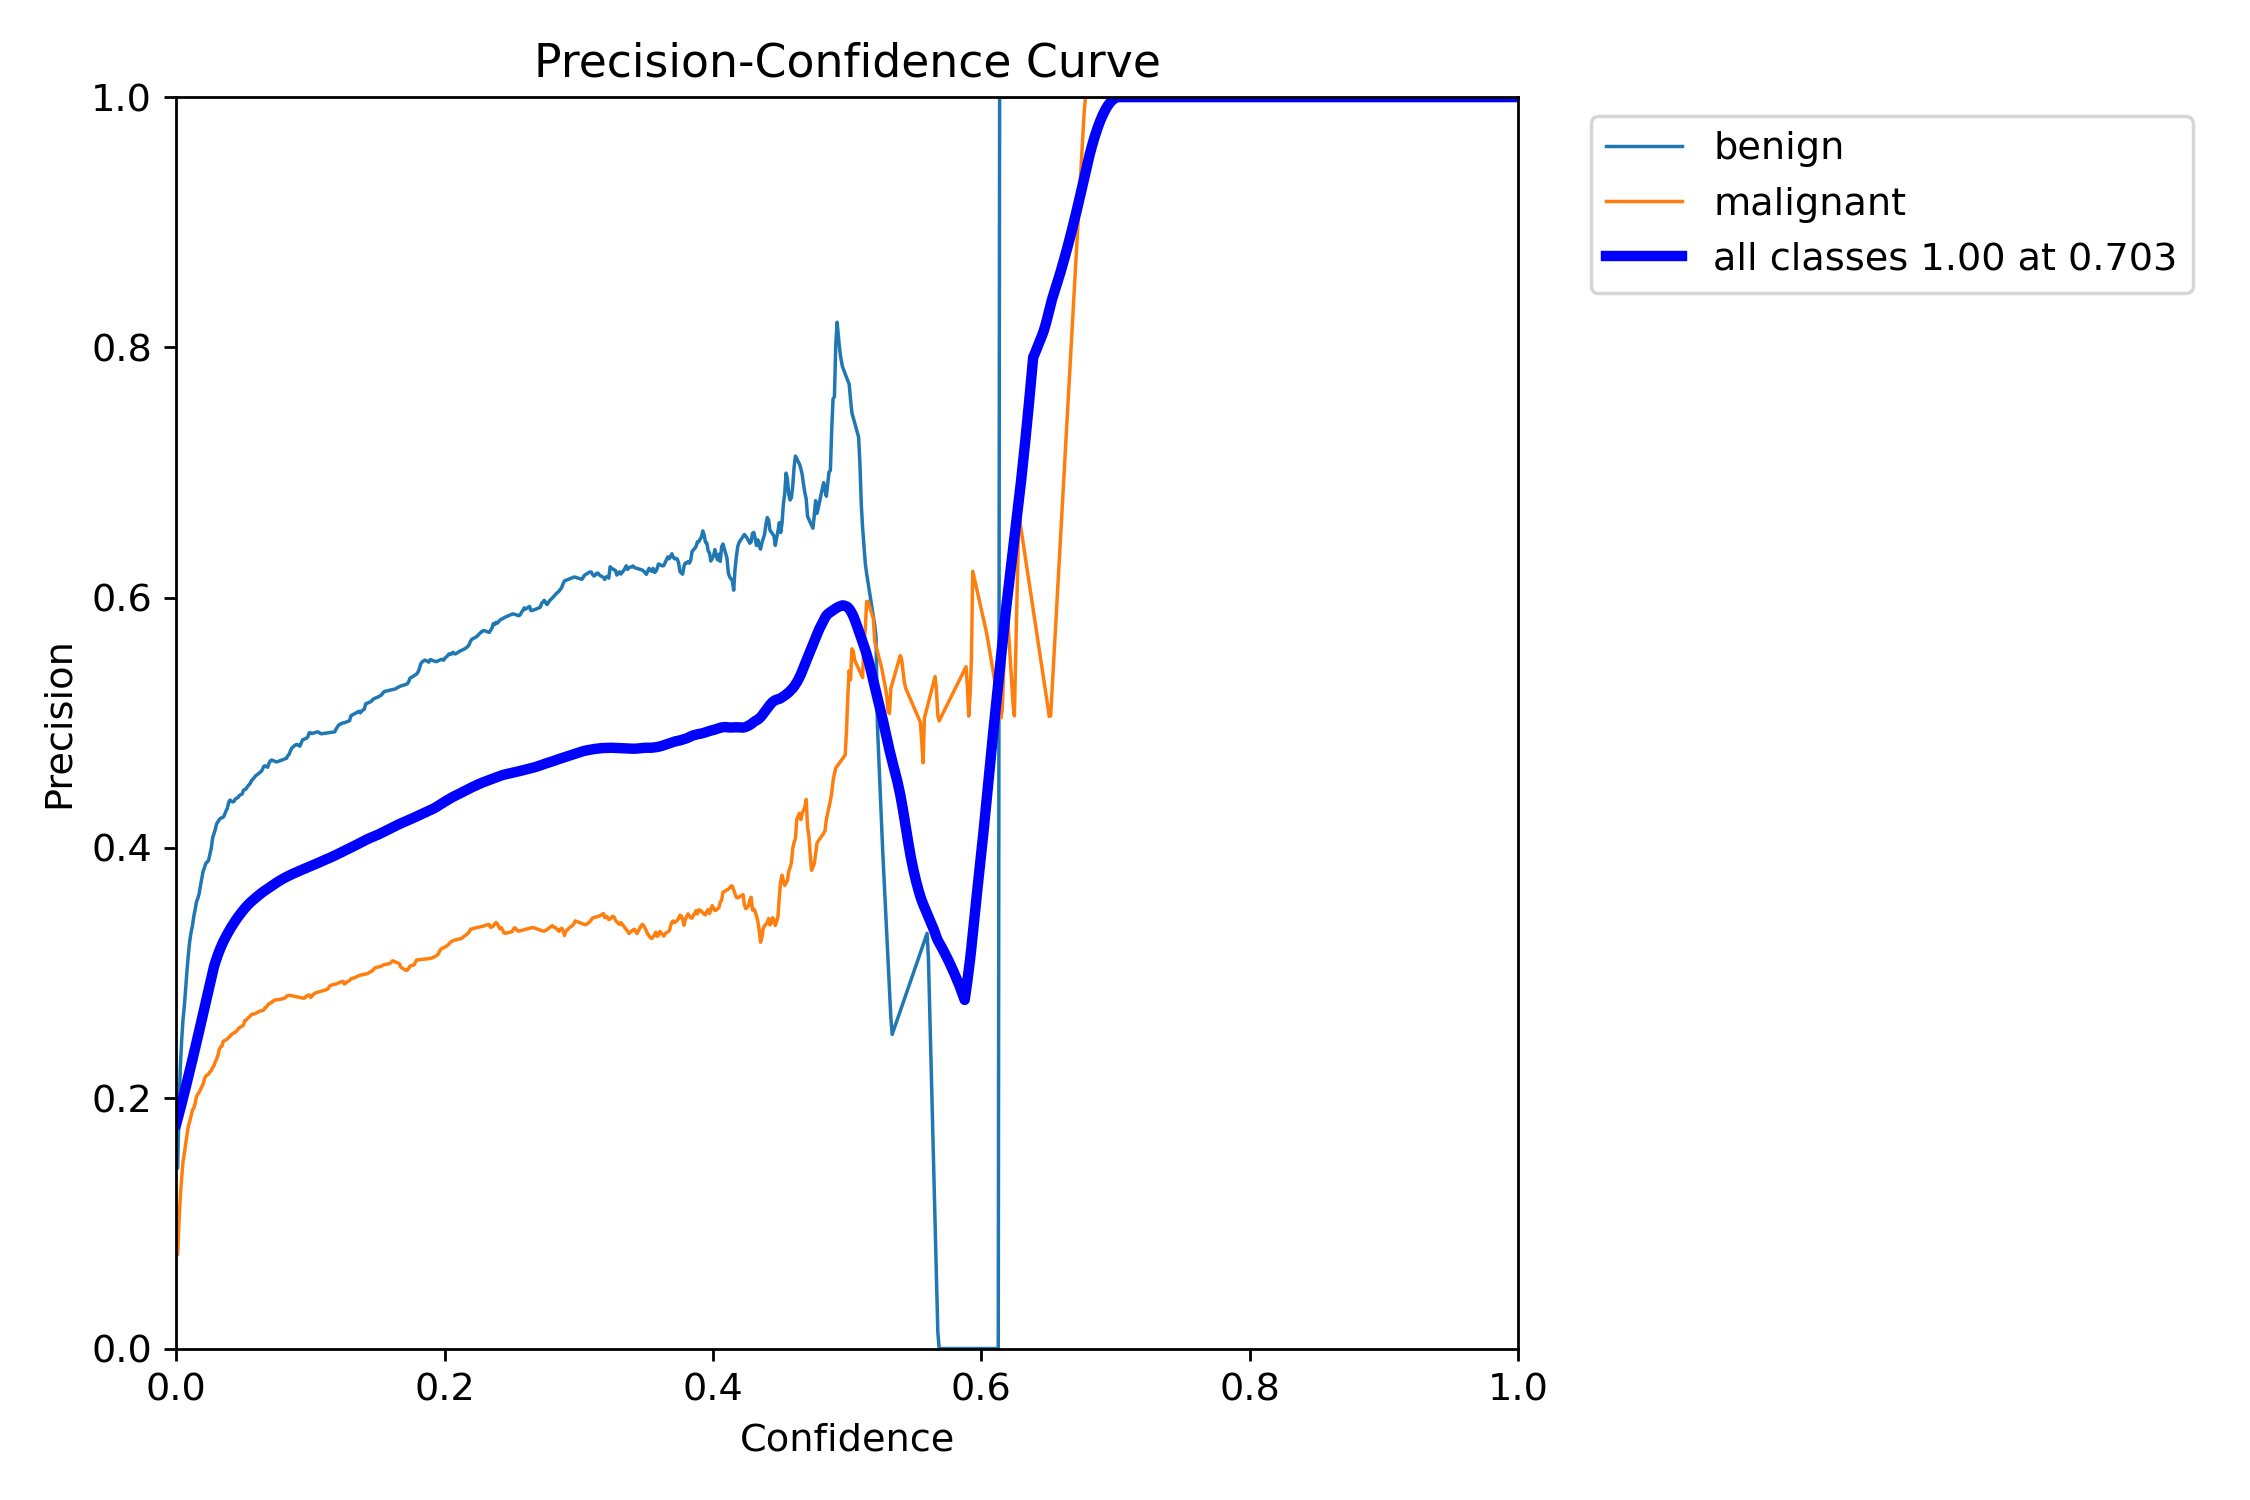 Precision-Confidence Curve
1.0
0.8
0.6
0.4
0.2
0.0
Precision
0.0 0.2 0.4 0.6 0.8 1.0
Confidence
benign
malignant
all classes 1.00 at 0.703